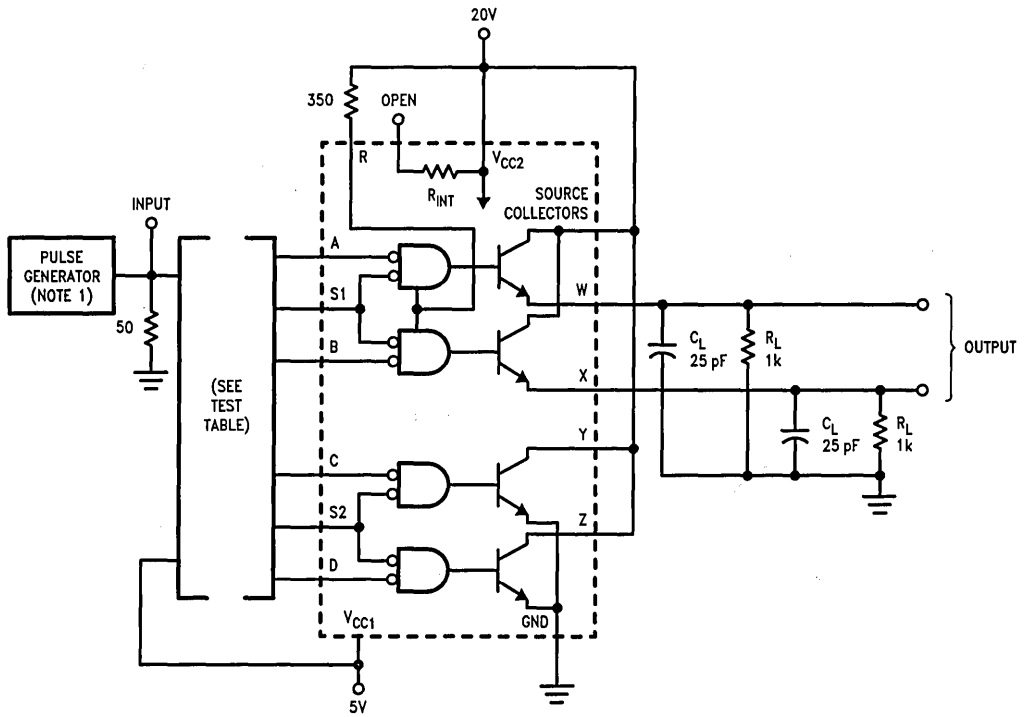 20V
350
OPEN
R
VCC2
RINT
SOURCE
COLLECTORS
INPUT
PULSE
GENERATOR
(NOTE 1)
50
A
S1
B
(SEE
TEST
TABLE)
C
S2
D
W
X
Y
Z
CL
25 pF
RL
1k
CL
25 pF
RL
1k
OUTPUT
VCC1
GND
5V